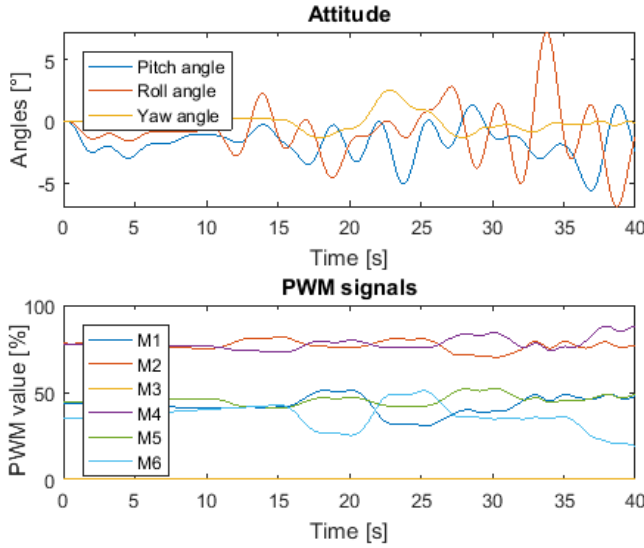 Attitude
Angles [°]
5
0
-5
Pitch angle
Roll angle
Yaw angle
0 5 10 15 20 25 30 35 40
Time [s]
PWM signals
PWM value [%]
100
50
0
M1
M2
M3
M4
M5
M6
0 5 10 15 20 25 30 35 40
Time [s]